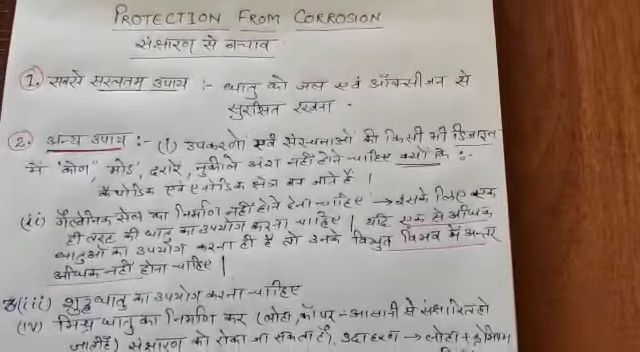 PROTECTION FROM CORROSION
संक्षारण से बचाव
1. सबसे सरलतम उपाय :- धातु को जल एवं ऑक्सीजन से
सुरक्षित रखना -
2. अन्य उपाय :- (i) उपकरणों एवं संरचनाओं की किसी भी डिजाइन
में 'कोण', मोड़, दरारें, नुकीले अंश नहीं होने चाहिए क्यों कि :-
कैथोडिक एवं एनोडिक क्षेत्र बन जाते हैं ।
(ii) गैल्वेनिक सेल का निर्माण नहीं होने देना चाहिए → इसके लिए एक
ही तरह की धातु का उपयोग करना चाहिए । यदि एक से अधिक
धातुओं का उपयोग करना ही है तो उनके विद्युत विभव में अन्तर
अधिक नहीं होना चाहिए |
(iii) शुद्ध धातु का उपयोग करना चाहिए
(iv) मिश्र धातु का निर्माण कर (लोहा, कॉपर - आसानी से संक्षारित हो
जाते हैं) संक्षारण को रोका जा सकता है, उदाहरण → लोहा + क्रोमियम